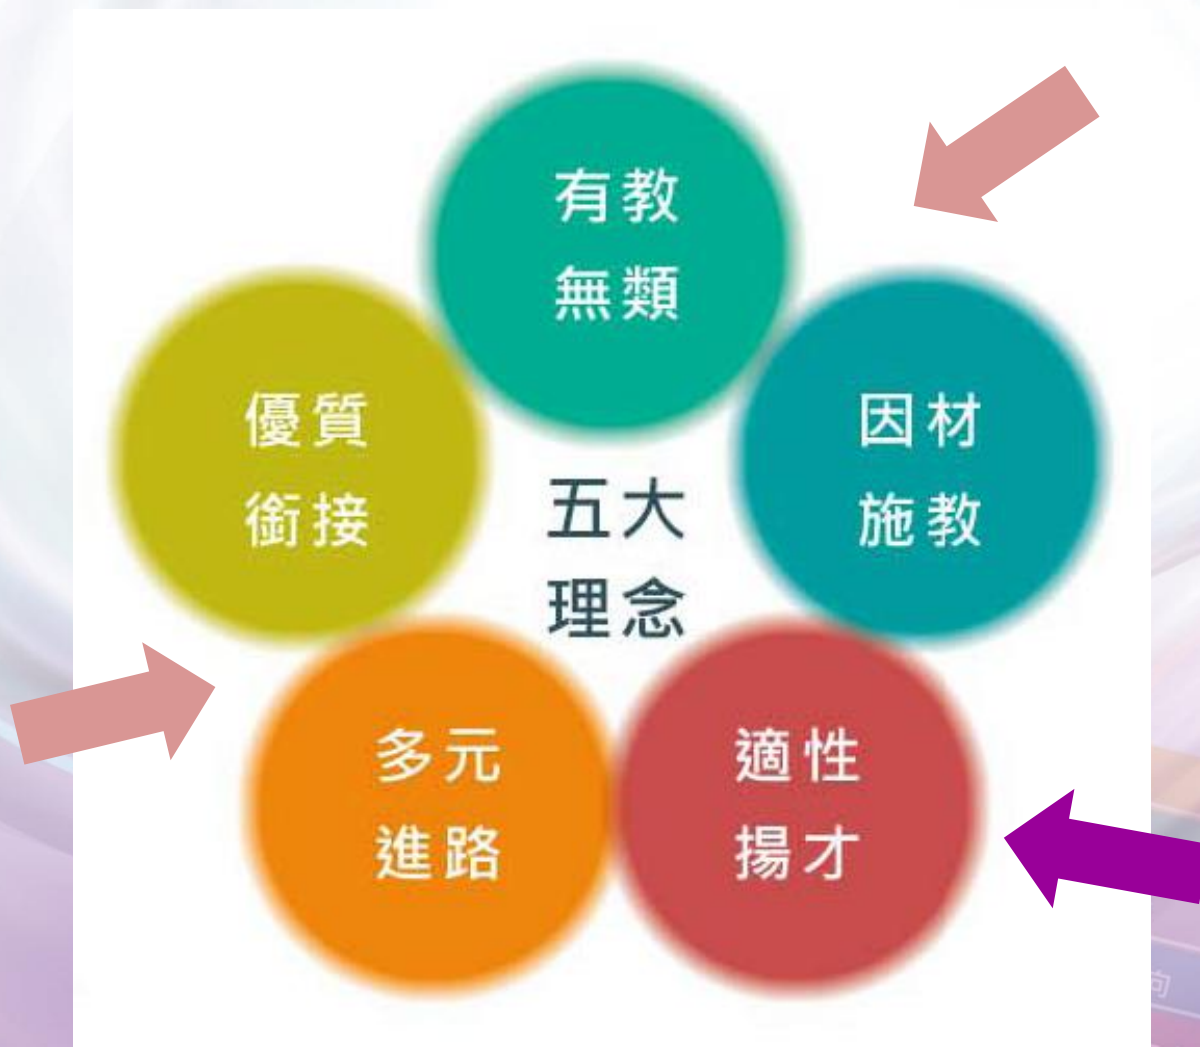 有教
無類
優質
銜接
因材
施教
五大
理念
多元
進路
適性
揚才
向